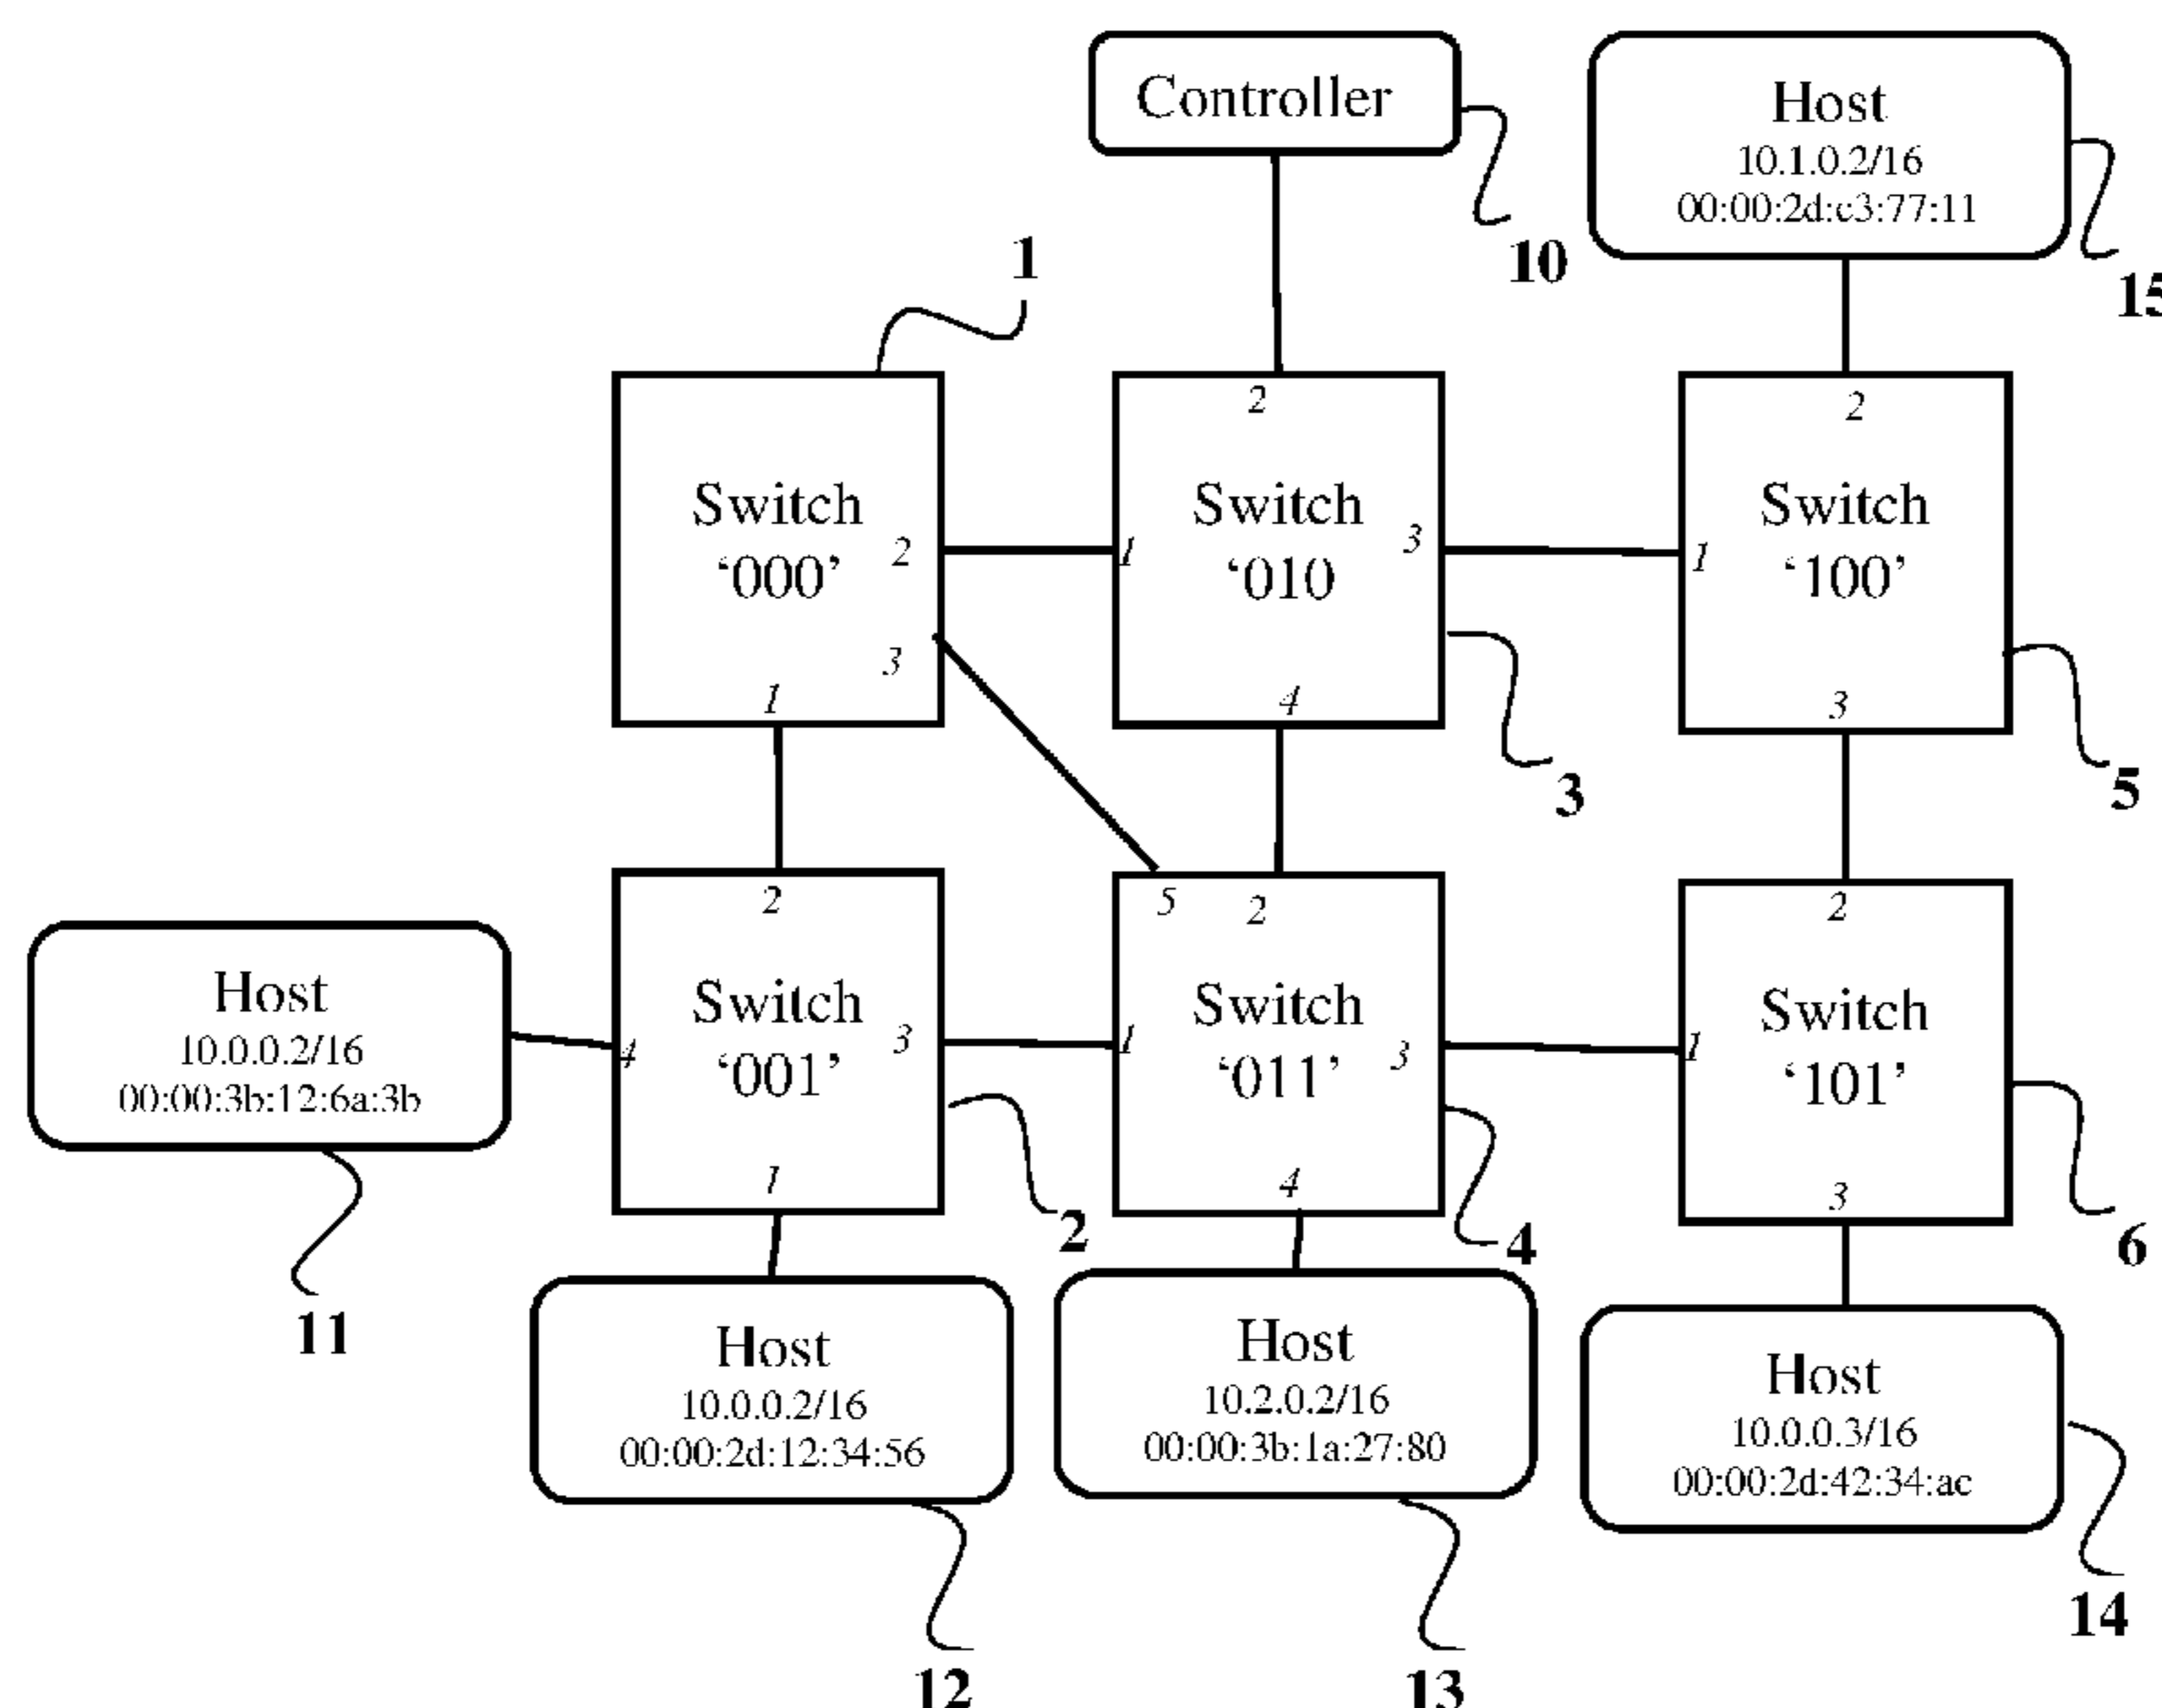 Controller
Host
10.1.0.2/16
00:00:2d:c3:77:11
10
15
1
2
2
Switch
‘000’
2
3
1
1
Switch
‘010
3
4
1
Switch
‘100’
3
3
5
2
5
2
2
Host
10.0.0.2/16
00:00:3b:12:6a:3b
4
Switch
‘001’
3
1
1
Switch
‘011’
3
4
1
Switch
‘101’
3
2
4
6
11
Host
10.0.0.2/16
00:00:2d:12:34:56
Host
10.2.0.2/16
00:00:3b:1a:27:80
Host
10.0.0.3/16
00:00:2d:42:34:ac
14
12
13